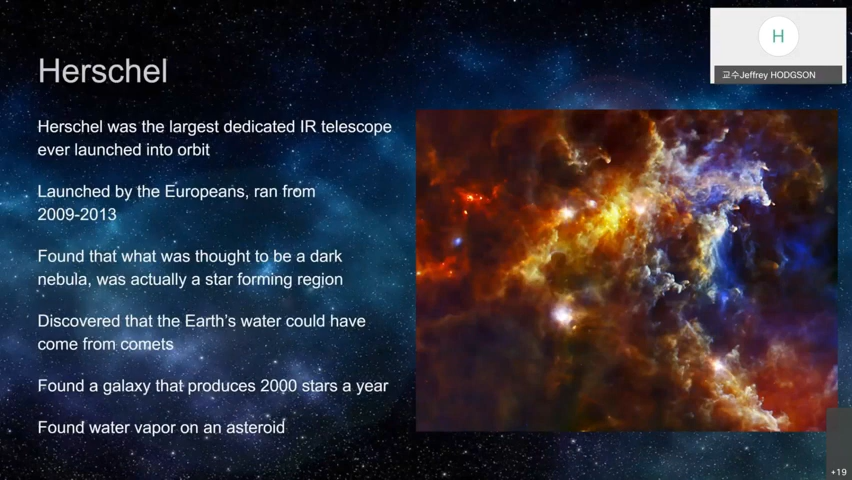 Herschel
Herschel was the largest dedicated IR telescope
ever launched into orbit
Launched by the Europeans, ran from
2009-2013
Found that what was thought to be a dark
nebula, was actually a star forming region
Discovered that the Earth's water could have
come from comets
Found a galaxy that produces 2000 stars a year
Found water vapor on an asteroid
H
교수Jeffrey HODGSON
+19